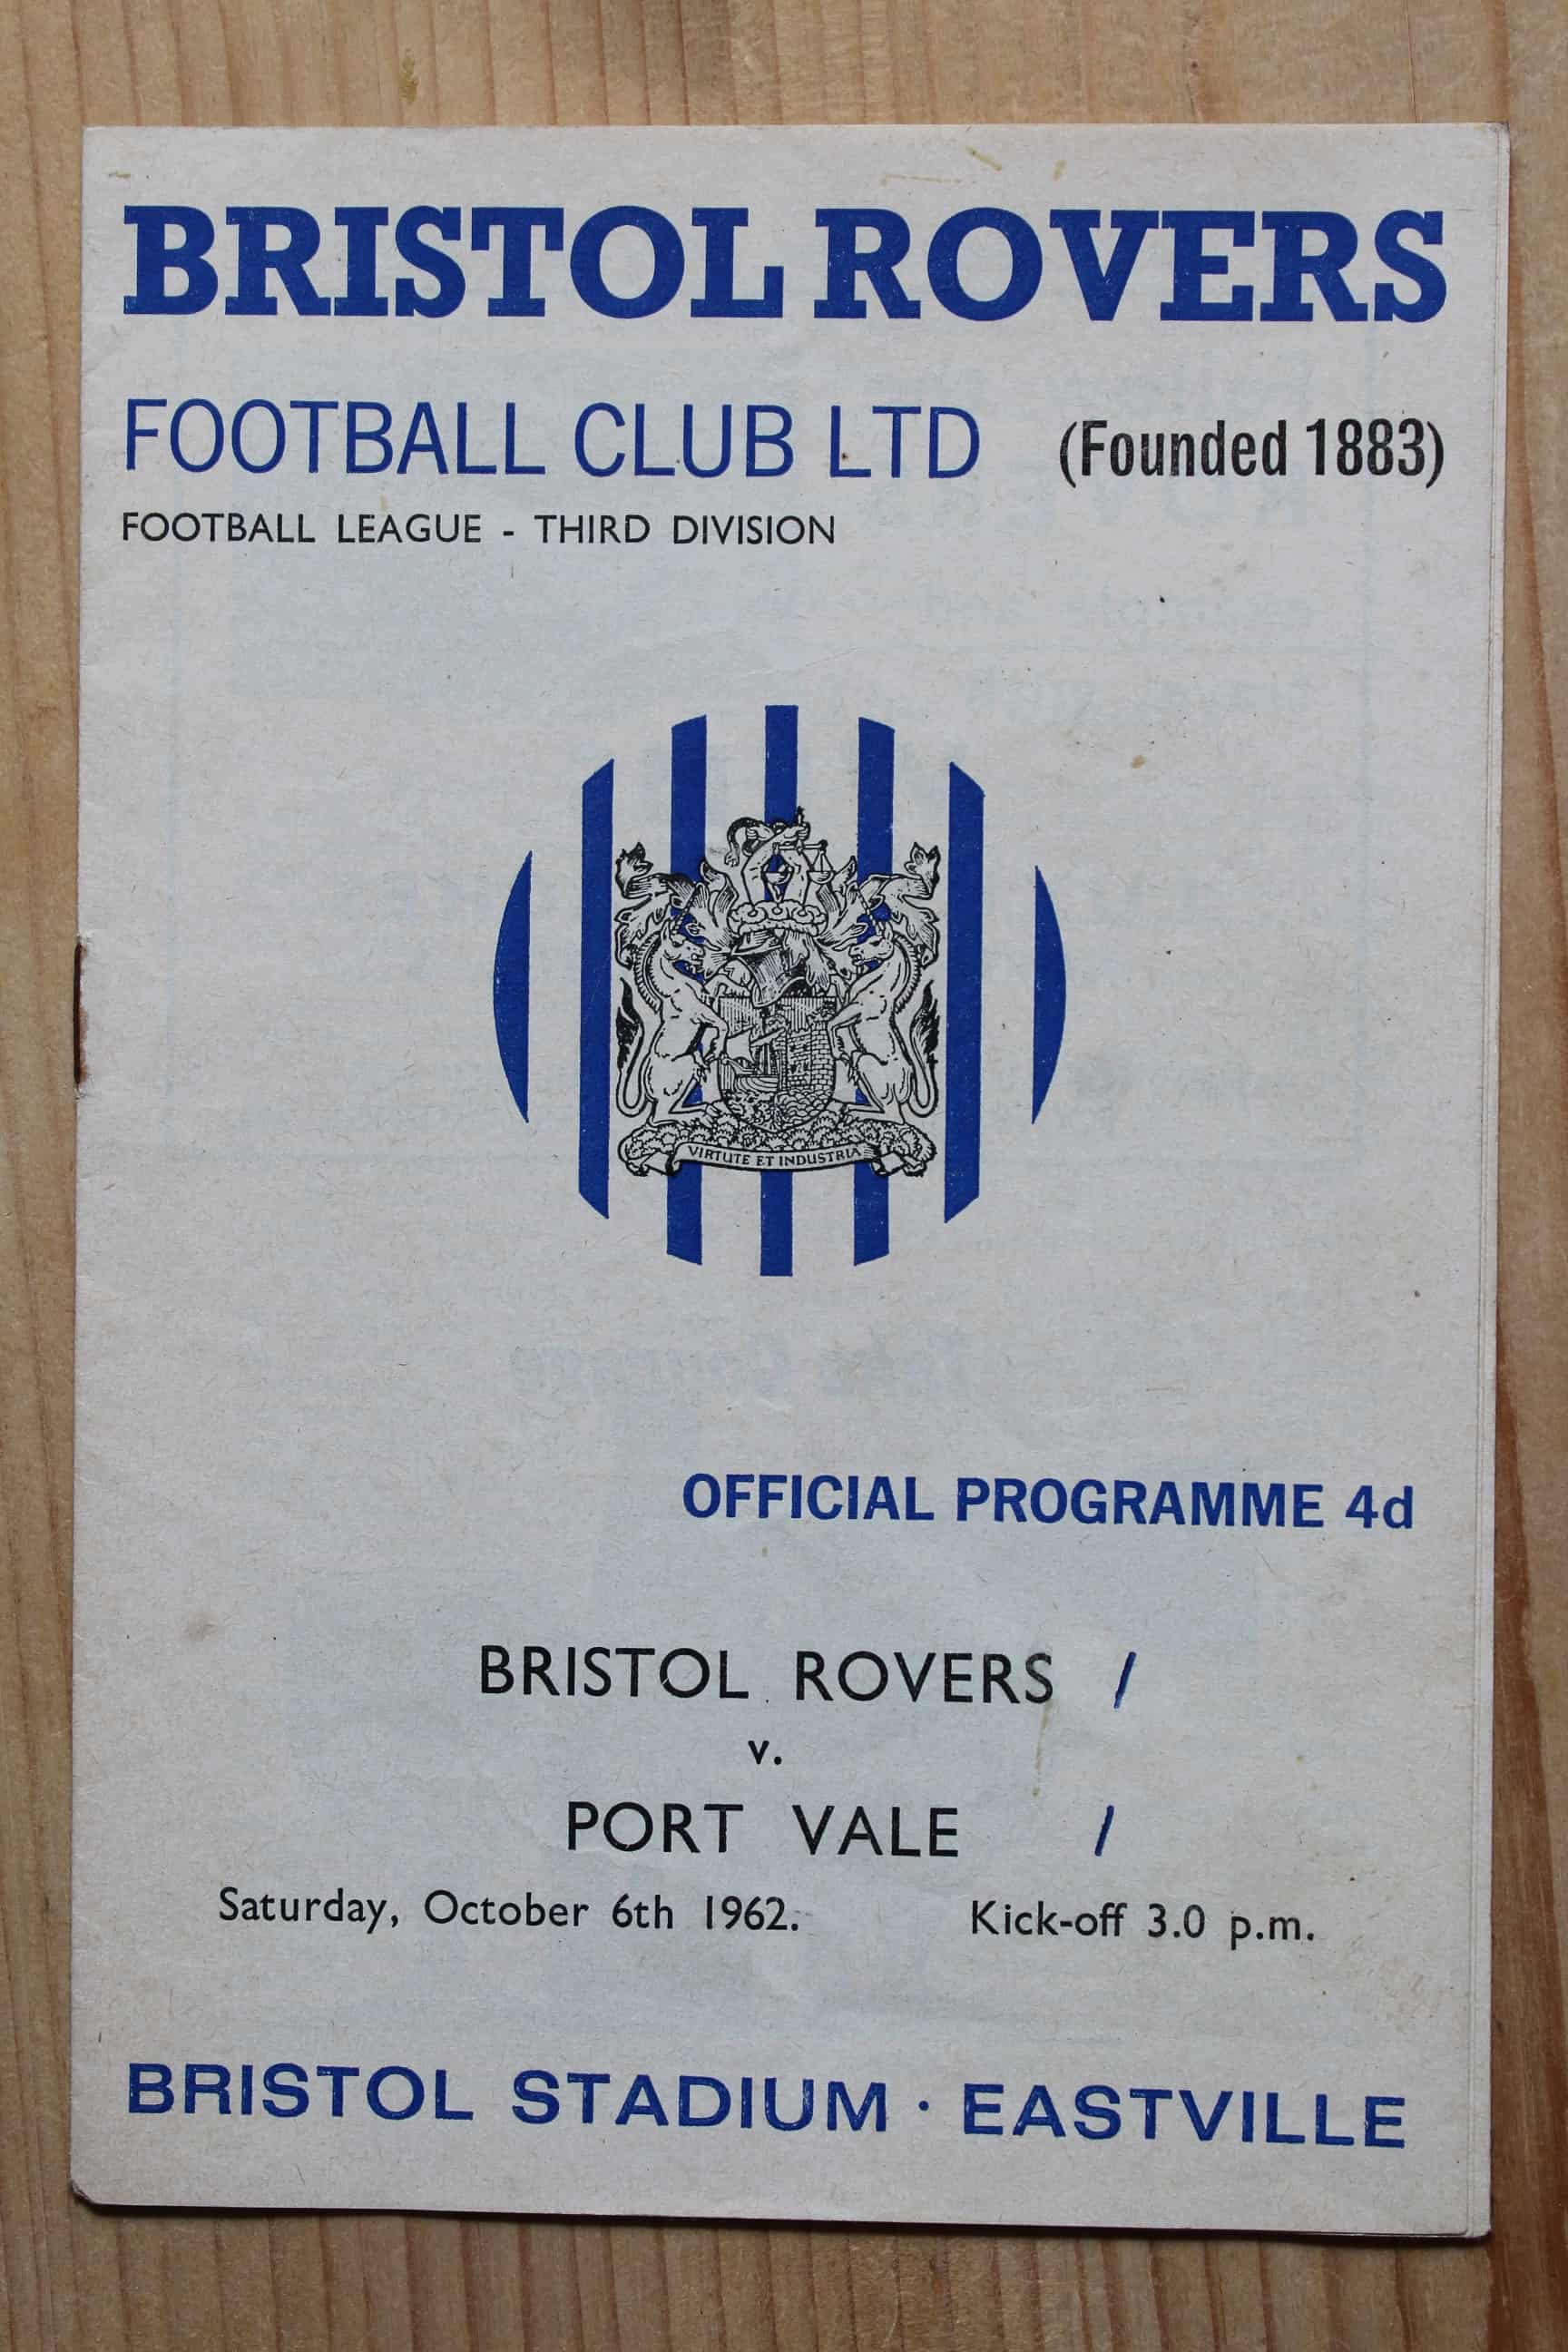 BRISTOL ROVERS
FOOTBALL CLUB LTD (Founded 1883)
FOOTBALL LEAGUE - THIRD DIVISION
VIRTUTE ET INDUSTRIA
OFFICIAL PROGRAMME 4d
BRISTOL ROVERS /
v.
PORT VALE /
Saturday, October 6th 1962. Kick-off 3.0 p.m.
BRISTOL STADIUM · EASTVILLE